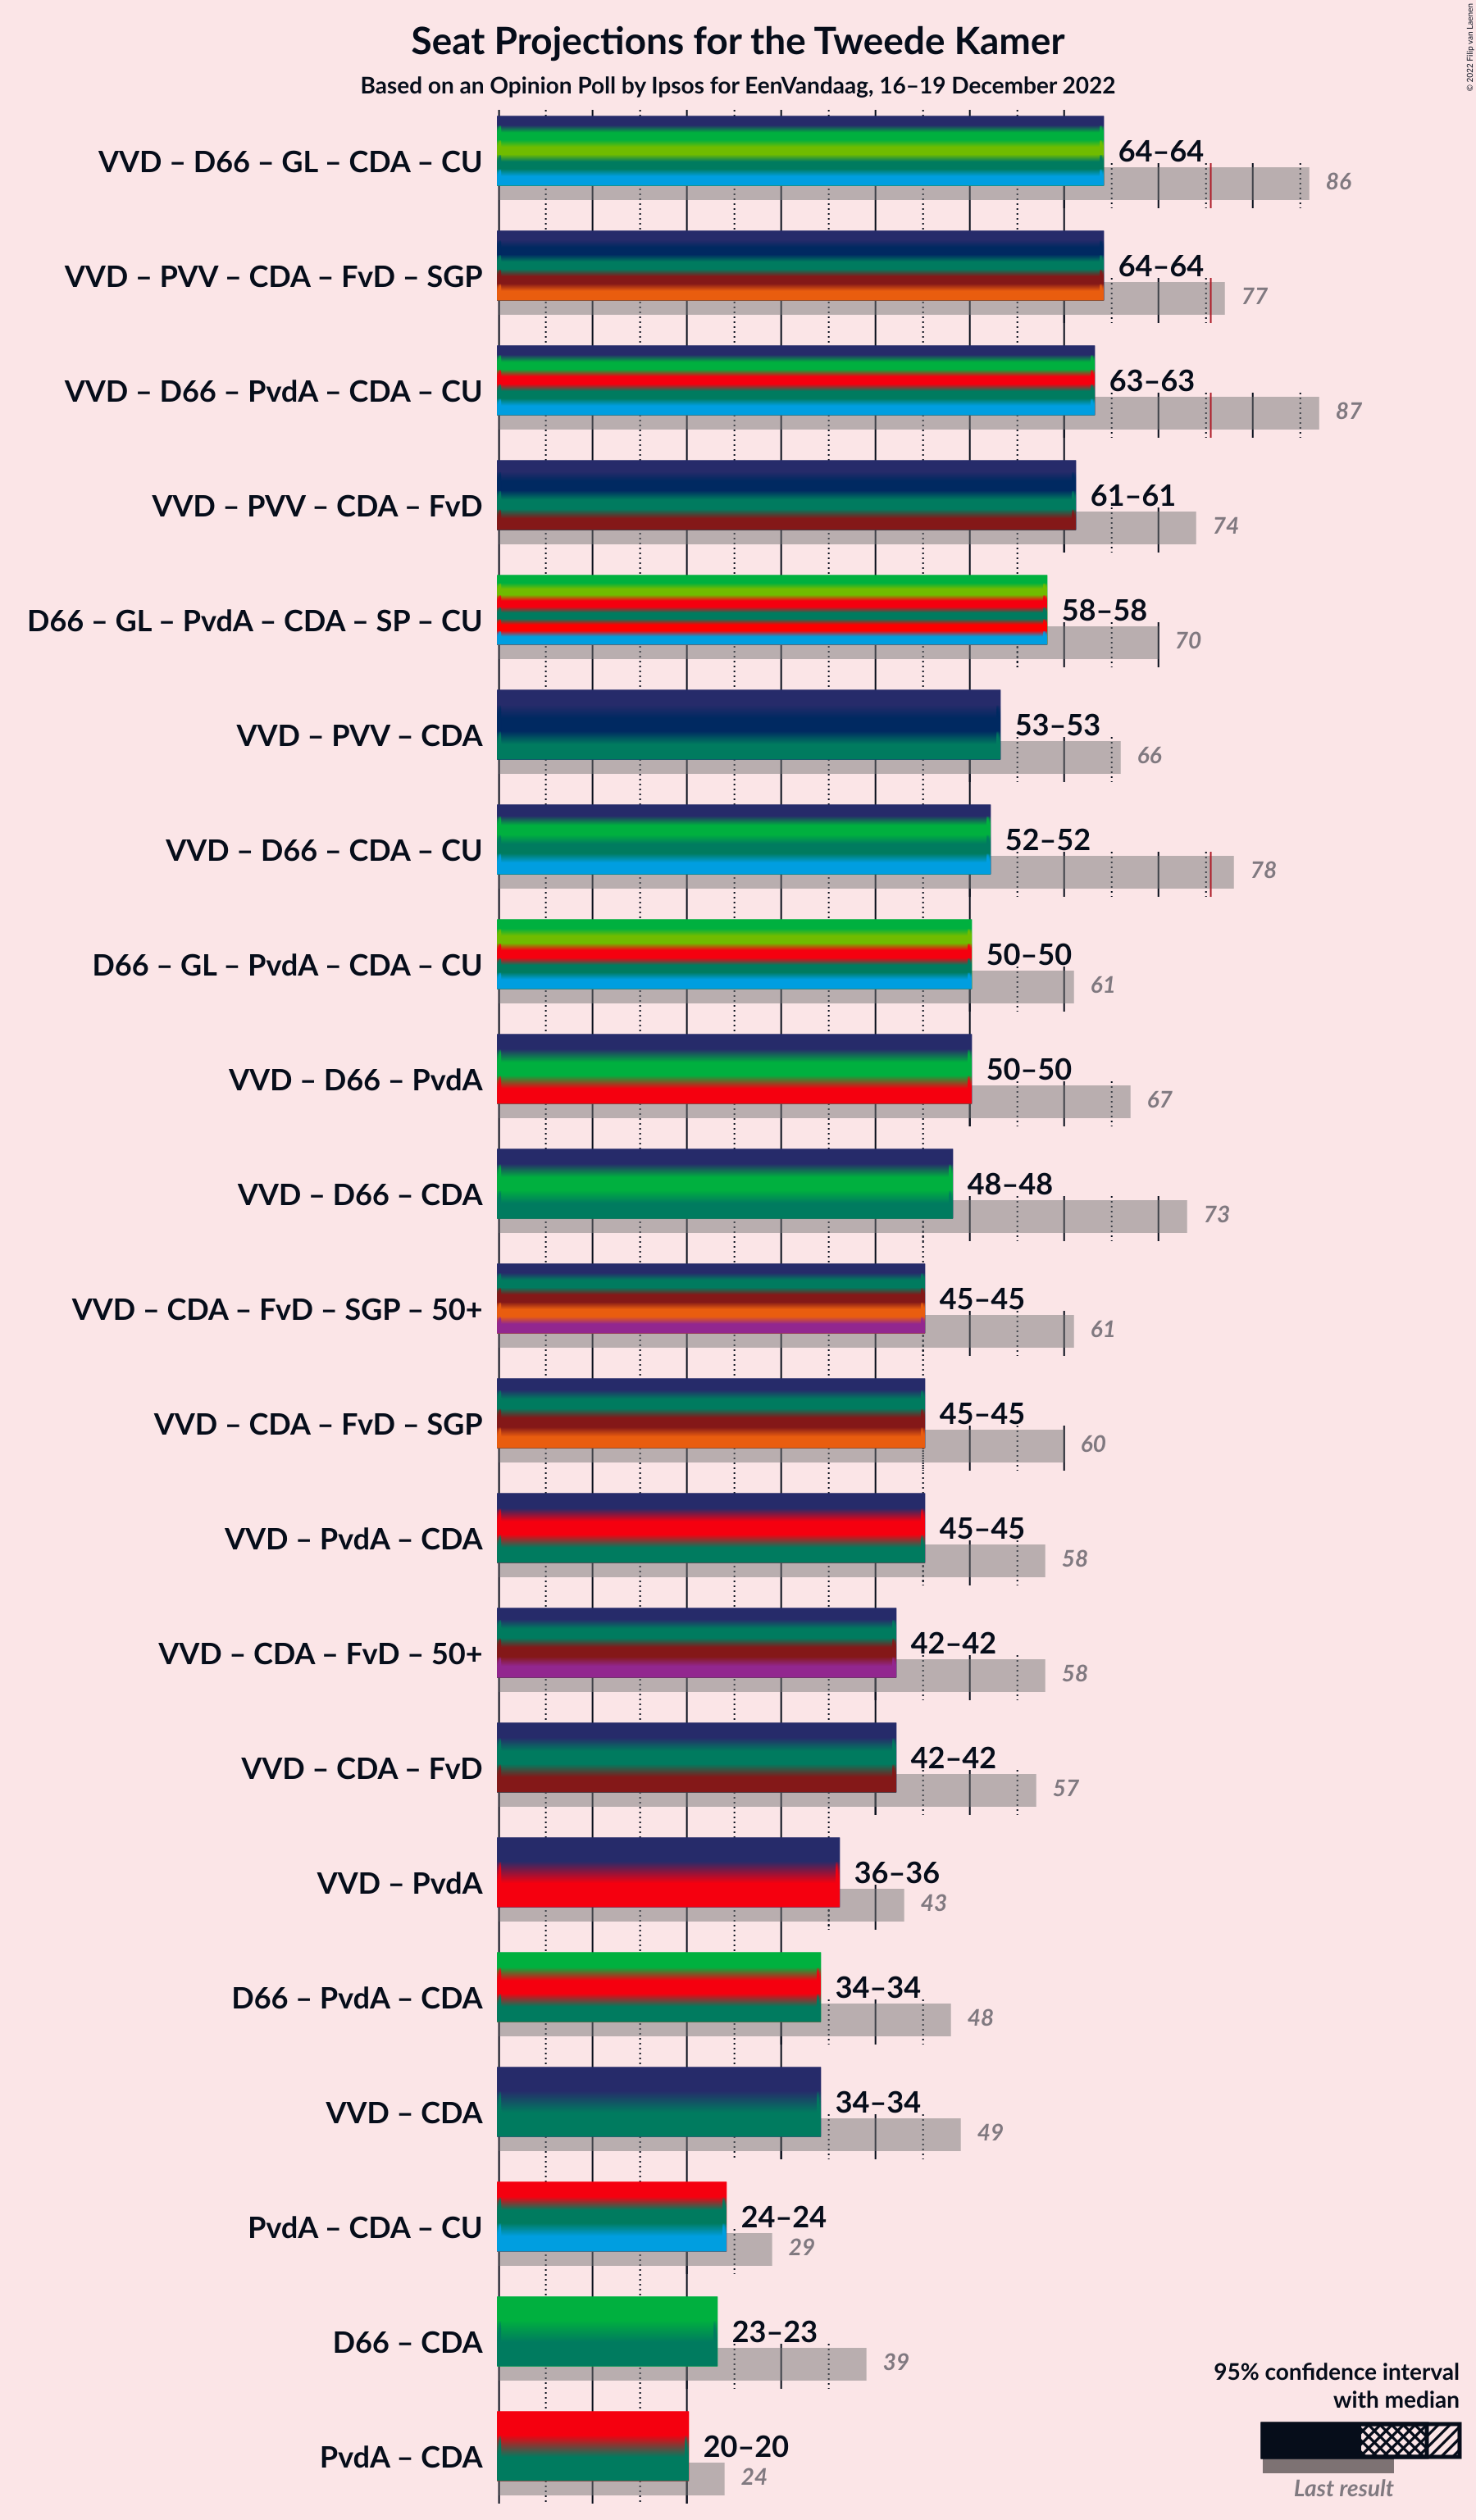 Seat Projections for the Tweede Kamer
Based on an Opinion Poll by Ipsos for EenVandaag, 16–19 December 2022
© 2022 Filip van Laenen
VVD – D66 – GL – CDA – CU
64–64
86
VVD – PVV – CDA – FvD – SGP
64–64
77
VVD – D66 – PvdA – CDA – CU
63–63
87
VVD – PVV – CDA – FvD
61–61
74
D66 – GL – PvdA – CDA – SP – CU
58–58
70
VVD – PVV – CDA
53–53
66
VVD – D66 – CDA – CU
52–52
78
D66 – GL – PvdA – CDA – CU
50–50
61
VVD – D66 – PvdA
50–50
67
VVD – D66 – CDA
48–48
73
VVD – CDA – FvD – SGP – 50+
45–45
61
VVD – CDA – FvD – SGP
45–45
60
VVD – PvdA – CDA
45–45
58
VVD – CDA – FvD – 50+
42–42
58
VVD – CDA – FvD
42–42
57
VVD – PvdA
36–36
43
D66 – PvdA – CDA
34–34
48
VVD – CDA
34–34
49
PvdA – CDA – CU
24–24
29
D66 – CDA
23–23
39
PvdA – CDA
20–20
24
95% confidence interval
with median
Last result